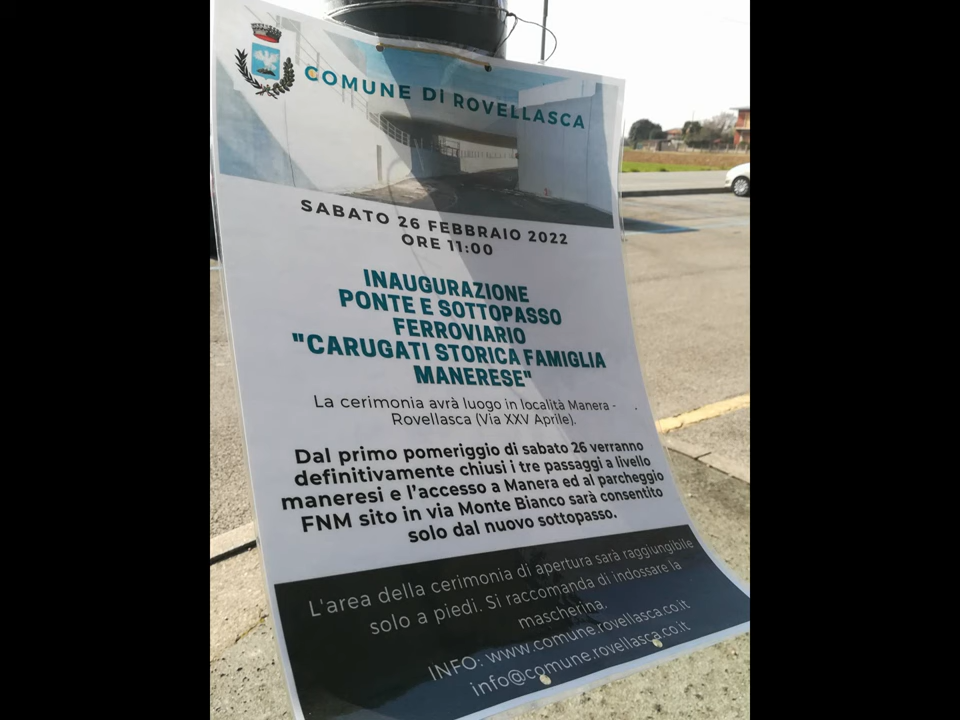 COMUNE DI ROVELLASCA
SABATO 26 FEBBRAIO 2022
ORE 11:00
INAUGURAZIONE
PONTE E SOTTOPASSO
FERROVIARIO
"CARUGATI STORICA FAMIGLIA
MANERESE"
La cerimonia avrà luogo in località Manera -
Rovellasca (Via XXV Aprile).
Dal primo pomeriggio di sabato 26 verranno
definitivamente chiusi i tre passaggi a livello
maneresi e l'accesso a Manera ed al parcheggio
FNM sito in via Monte Bianco sarà consentito
solo dal nuovo sottopasso.
L'area della cerimonia di apertura sarà raggiungibile
solo a piedi. Si raccomanda di indossare la
mascherina.
INFO: www.comune.rovellasca.co.it
info@comune.rovellasca.co.it